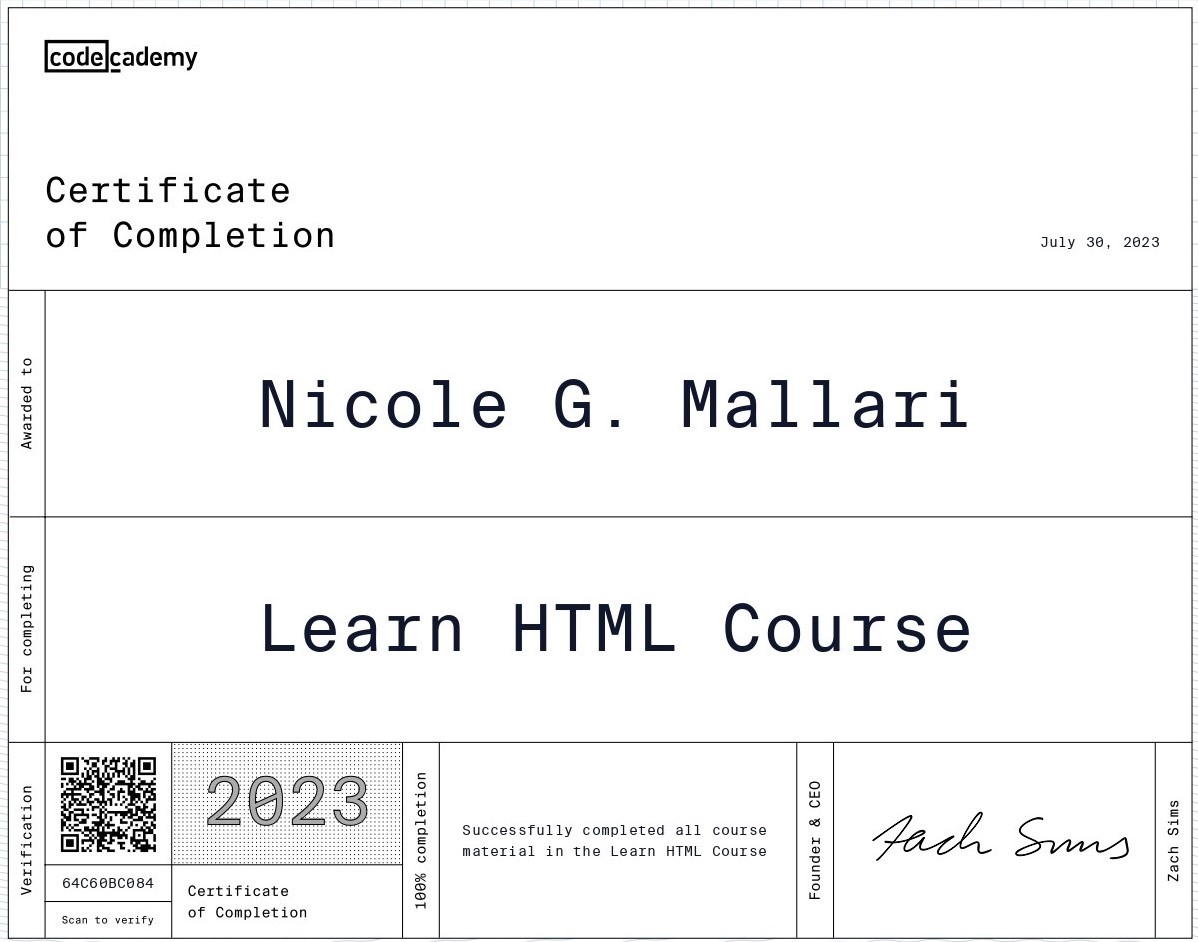 codecademy
Certificate
of Completion
July 30, 2023
Awarded to
Nicole G. Mallari
For completing
Learn HTML Course
Verification
64C60BC084
Scan to verify
2023
Certificate
of Completion
100% completion
Successfully completed all course
material in the Learn HTML Course
Founder & CEO
Zach Sims
Zach Sims